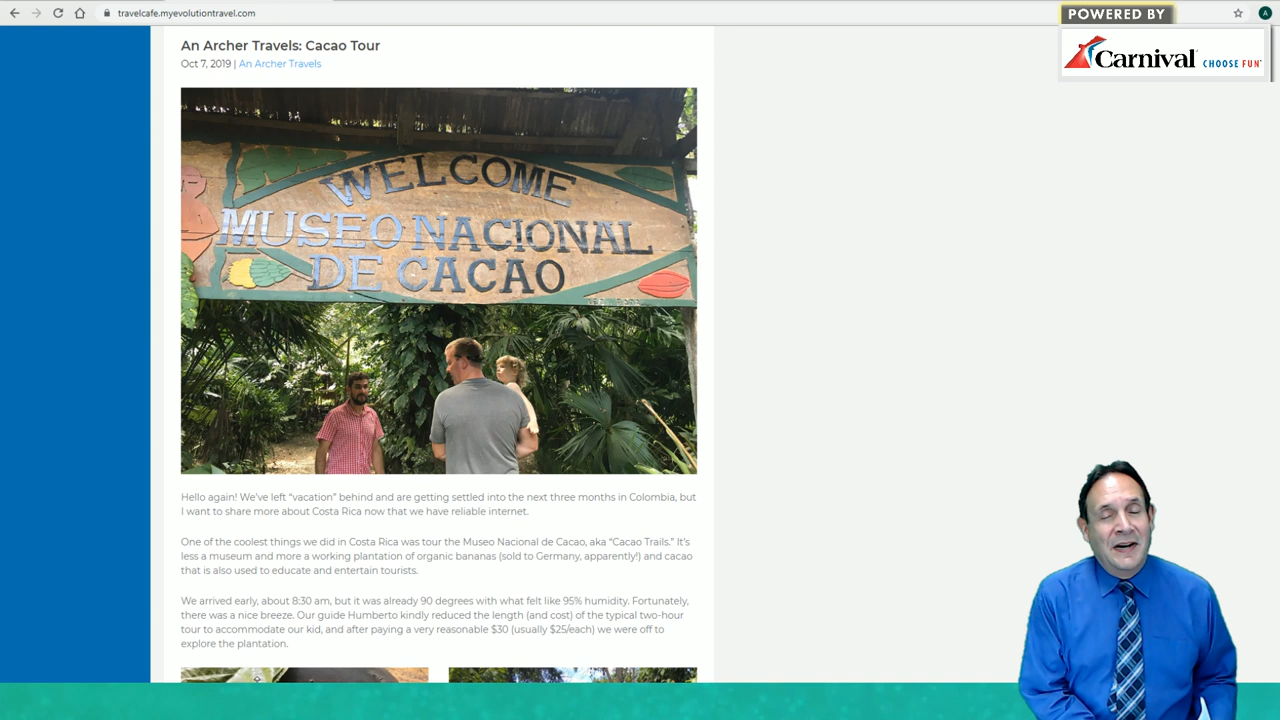 travelcafe.myevolutiontravel.com
POWERED BY
Carnival CHOOSE FUN
An Archer Travels: Cacao Tour
Oct 7, 2019 | An Archer Travels
WELCOME
MUSEO NACIONAL
DE CACAO
Hello again! We've left “vacation” behind and are getting settled into the next three months in Colombia, but
I want to share more about Costa Rica now that we have reliable internet.
One of the coolest things we did in Costa Rica was tour the Museo Nacional de Cacao, aka “Cacao Trails.” It's
less a museum and more a working plantation of organic bananas (sold to Germany, apparently!) and cacao
that is also used to educate and entertain tourists.
We arrived early, about 8:30 am, but it was already 90 degrees with what felt like 95% humidity. Fortunately,
there was a nice breeze. Our guide Humberto kindly reduced the length (and cost) of the typical two-hour
tour to accommodate our kid, and after paying a very reasonable $30 (usually $25/each) we were off to
explore the plantation.